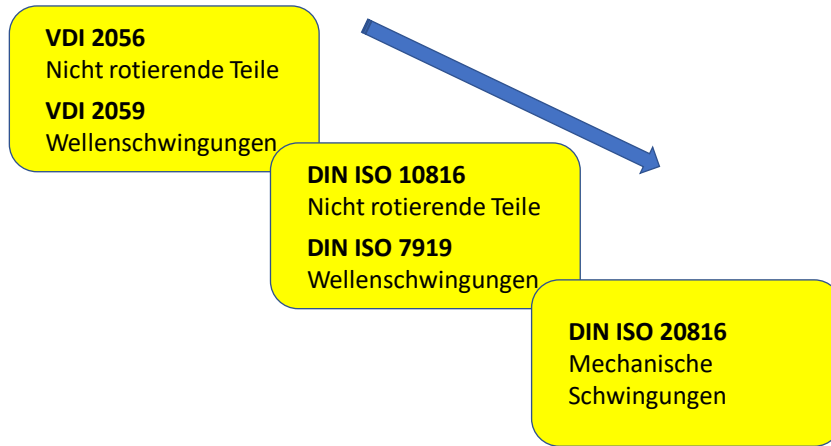 VDI 2056
Nicht rotierende Teile
VDI 2059
Wellenschwingungen
DIN ISO 10816
Nicht rotierende Teile
DIN ISO 7919
Wellenschwingungen
DIN ISO 20816
Mechanische
Schwingungen